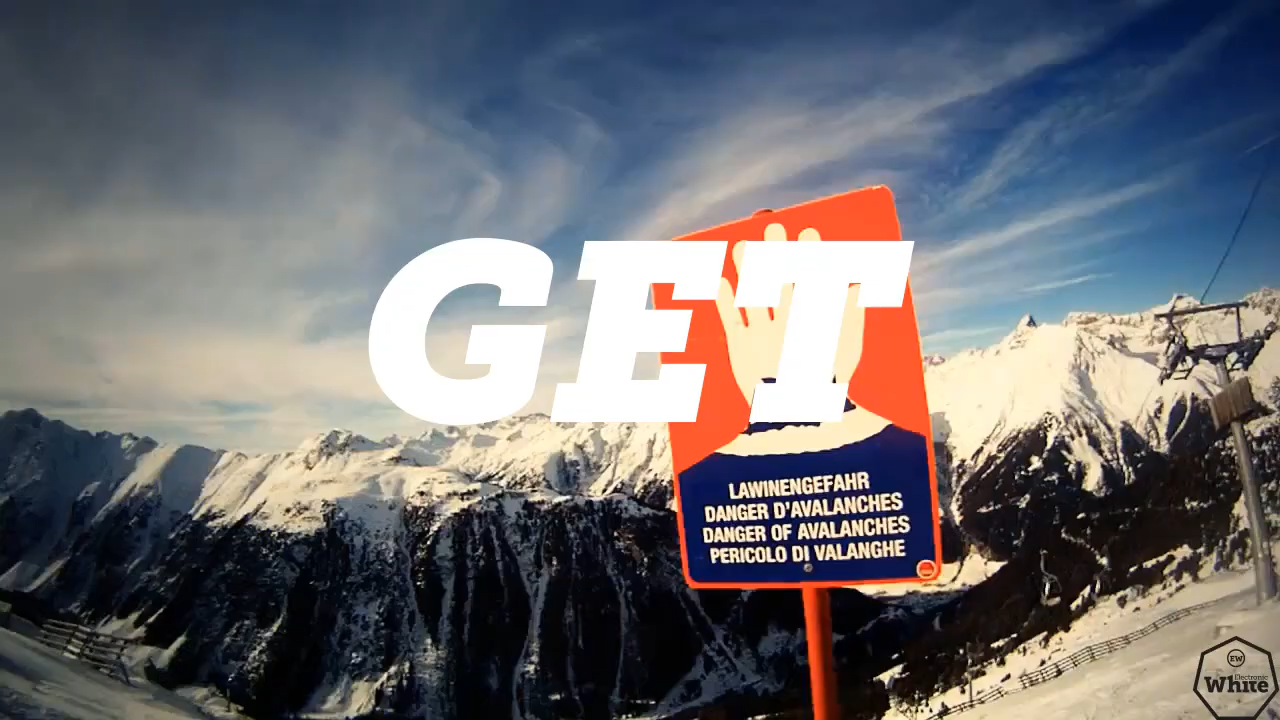 GET
LAWINENGEFAHR
DANGER D'AVALANCHES
DANGER OF AVALANCHES
PERICOLO DI VALANGHE
EW
Electronic
White